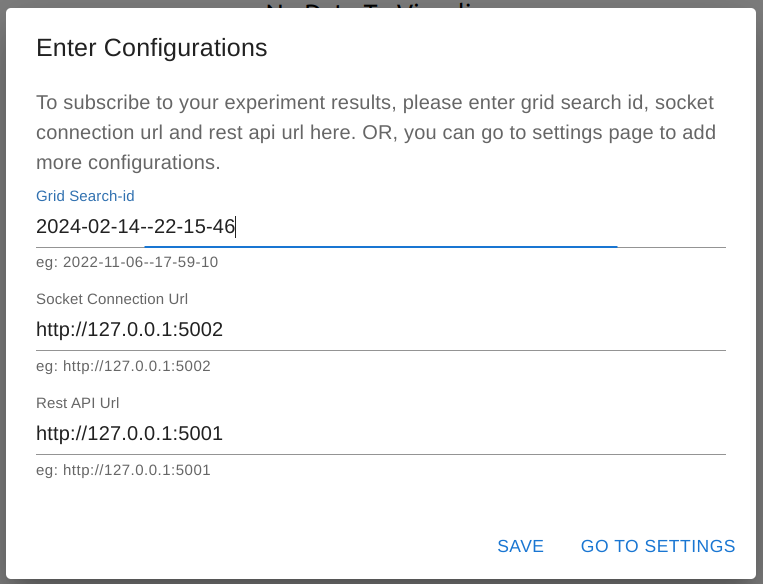 Enter Configurations
To subscribe to your experiment results, please enter grid search id, socket
connection url and rest api url here. OR, you can go to settings page to add
more configurations.
Grid Search-id
2024-02-14--22-15-46
eg: 2022-11-06--17-59-10
Socket Connection Url
http://127.0.0.1:5002
eg: http://127.0.0.1:5002
Rest API Url
http://127.0.0.1:5001
eg: http://127.0.0.1:5001
SAVE GO TO SETTINGS